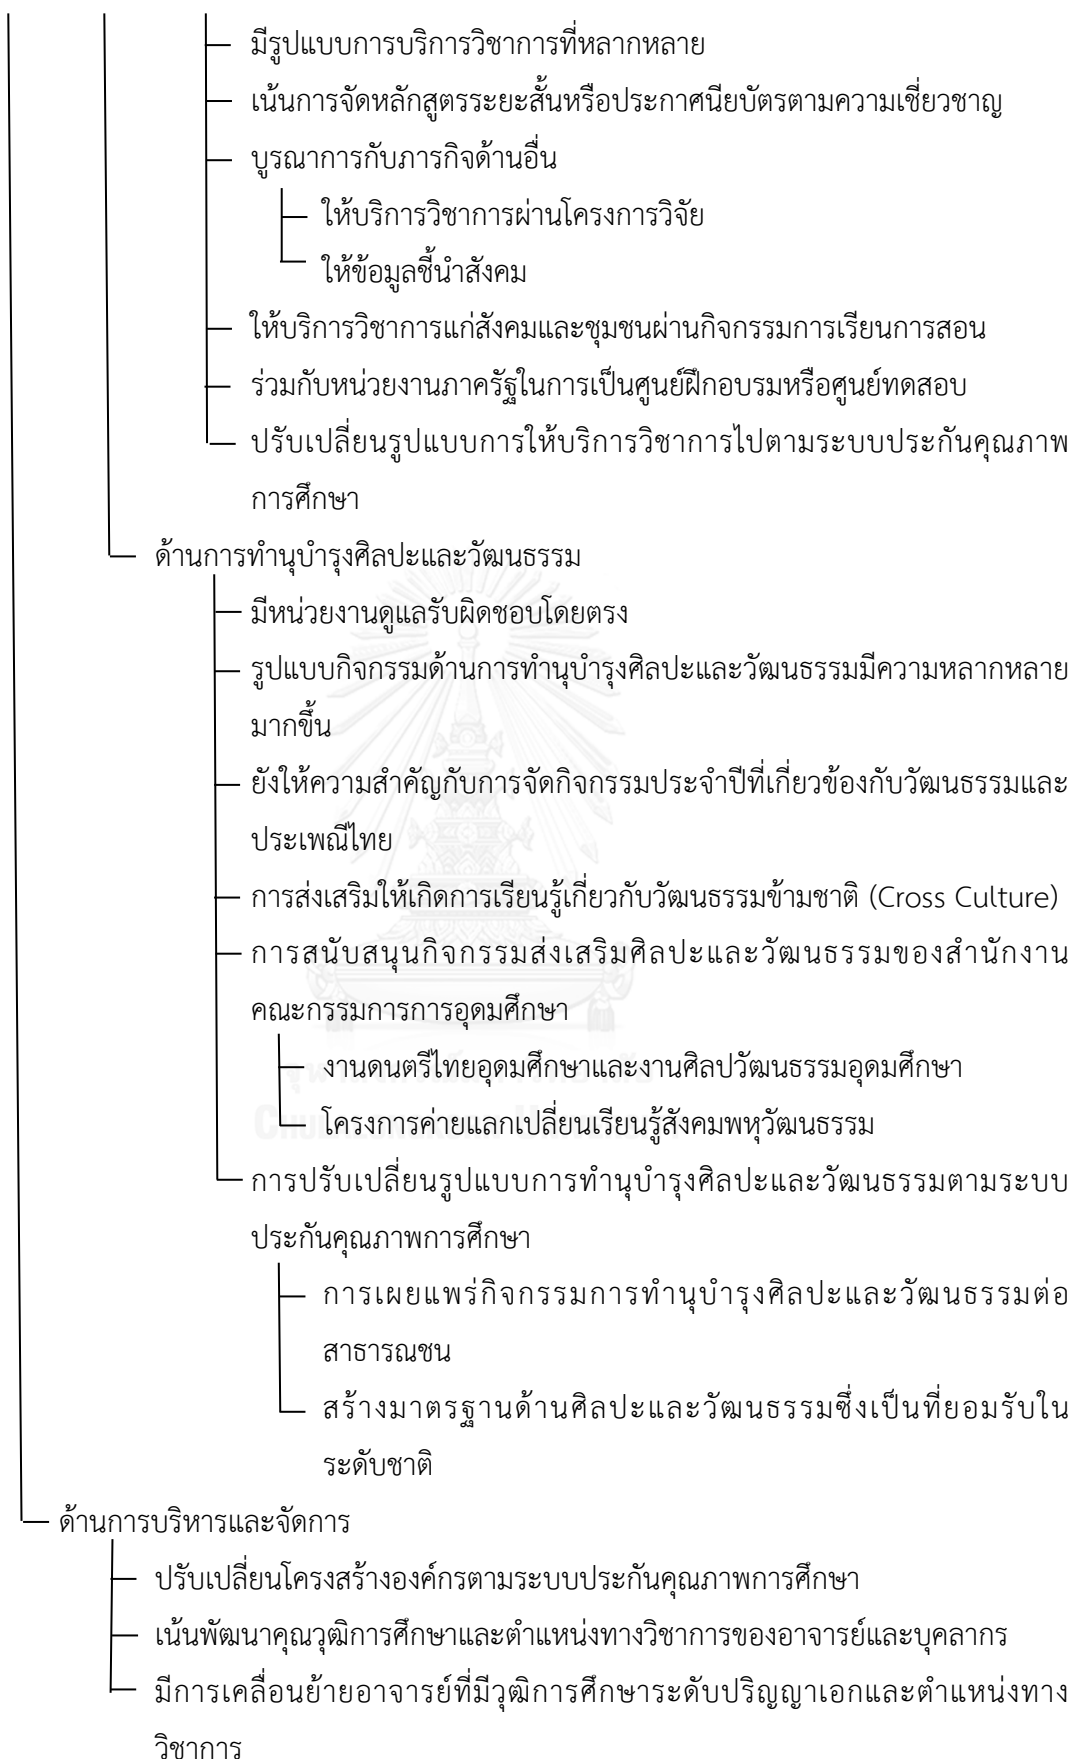 มีรูปแบบการบริการวิชาการที่หลากหลาย
เน้นการจัดหลักสูตรระยะสั้นหรือประกาศนียบัตรตามความเชี่ยวชาญ
บูรณาการกับภารกิจด้านอื่น
ให้บริการวิชาการผ่านโครงการวิจัย
ให้ข้อมูลชี้นำสังคม
ให้บริการวิชาการแก่สังคมและชุมชนผ่านกิจกรรมการเรียนการสอน
ร่วมกับหน่วยงานภาครัฐในการเป็นศูนย์ฝึกอบรมหรือศูนย์ทดสอบ
ปรับเปลี่ยนรูปแบบการให้บริการวิชาการไปตามระบบประกันคุณภาพ
การศึกษา
ด้านการทำนุบำรุงศิลปะและวัฒนธรรม
มีหน่วยงานดูแลรับผิดชอบโดยตรง
รูปแบบกิจกรรมด้านการทำนุบำรุงศิลปะและวัฒนธรรมมีความหลากหลาย
มากขึ้น
ยังให้ความสำคัญกับการจัดกิจกรรมประจำปีที่เกี่ยวข้องกับวัฒนธรรมและ
ประเพณีไทย
การส่งเสริมให้เกิดการเรียนรู้เกี่ยวกับวัฒนธรรมข้ามชาติ (Cross Culture)
การสนับสนุนกิจกรรมส่งเสริมศิลปะและวัฒนธรรมของสำนักงาน
คณะกรรมการการอุดมศึกษา
งานดนตรีไทยอุดมศึกษาและงานศิลปวัฒนธรรมอุดมศึกษา
โครงการค่ายแลกเปลี่ยนเรียนรู้สังคมพหุวัฒนธรรม
การปรับเปลี่ยนรูปแบบการทำนุบำรุงศิลปะและวัฒนธรรมตามระบบ
ประกันคุณภาพการศึกษา
การเผยแพร่กิจกรรมการทำนุบำรุงศิลปะและวัฒนธรรมต่อ
สาธารณชน
สร้างมาตรฐานด้านศิลปะและวัฒนธรรมซึ่งเป็นที่ยอมรับใน
ระดับชาติ
ด้านการบริหารและจัดการ
ปรับเปลี่ยนโครงสร้างองค์กรตามระบบประกันคุณภาพการศึกษา
เน้นพัฒนาคุณวุฒิการศึกษาและตำแหน่งทางวิชาการของอาจารย์และบุคลากร
มีการเคลื่อนย้ายอาจารย์ที่มีวุฒิการศึกษาระดับปริญญาเอกและตำแหน่งทาง
วิชาการ